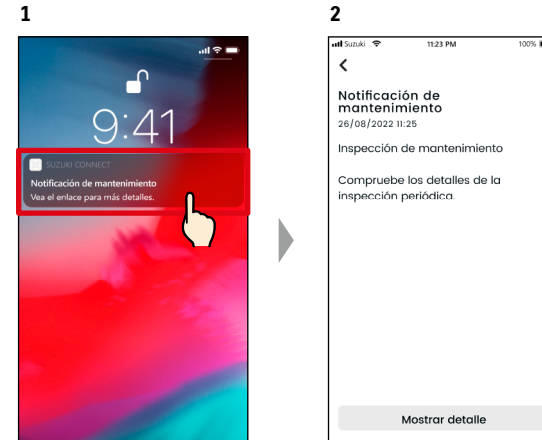 1
9:41
SUZUKI CONNECT
Notificación de mantenimiento
Vea el enlace para más detalles.
2
Suzuki 11:23 PM 100%
Notificación de
mantenimiento
26/08/2022 11:25
Inspección de mantenimiento
Compruebe los detalles de la
inspección periódica.
Mostrar detalle